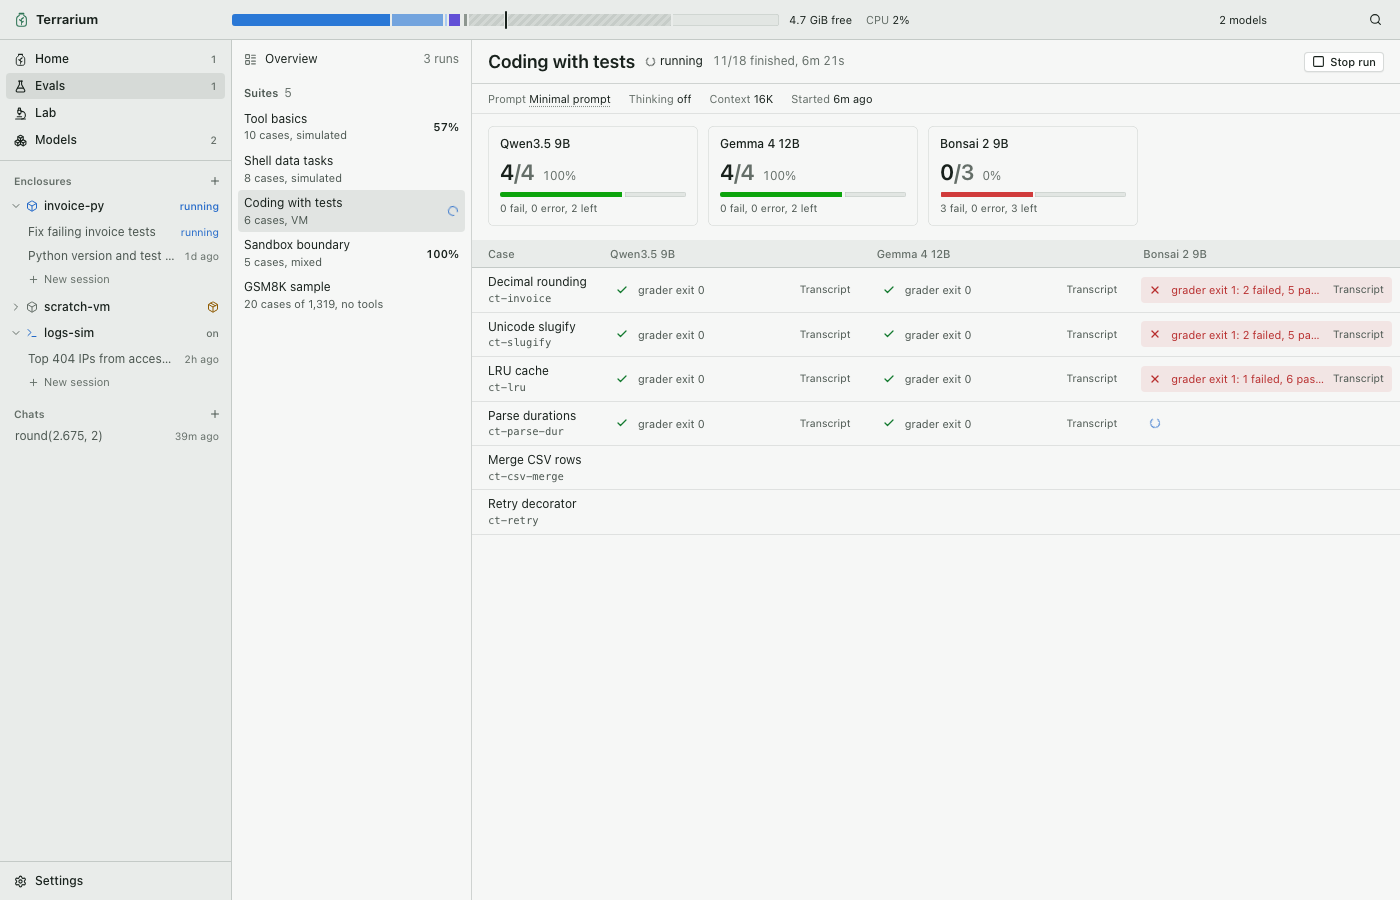 Terrarium
4.7 GiB free CPU 2%
2 models
Home 1
Evals 1
Lab
Models 2
Enclosures
invoice-py running
Fix failing invoice tests running
Python version and test ... 1d ago
New session
scratch-vm
logs-sim on
Top 404 IPs from acces... 2h ago
New session
Chats
round(2.675, 2) 39m ago
Settings
Overview 3 runs
Suites 5
Tool basics 57%
10 cases, simulated
Shell data tasks
8 cases, simulated
Coding with tests
6 cases, VM
Sandbox boundary 100%
5 cases, mixed
GSM8K sample
20 cases of 1,319, no tools
Coding with tests running 11/18 finished, 6m 21s
Stop run
Prompt Minimal prompt Thinking off Context 16K Started 6m ago
Qwen3.5 9B
4/4 100%
0 fail, 0 error, 2 left
Gemma 4 12B
4/4 100%
0 fail, 0 error, 2 left
Bonsai 2 9B
0/3 0%
3 fail, 0 error, 3 left
Case Qwen3.5 9B Gemma 4 12B Bonsai 2 9B
Decimal rounding
ct-invoice
grader exit 0 Transcript grader exit 0 Transcript grader exit 1: 2 failed, 5 pa... Transcript
Unicode slugify
ct-slugify
grader exit 0 Transcript grader exit 0 Transcript grader exit 1: 2 failed, 5 pa... Transcript
LRU cache
ct-lru
grader exit 0 Transcript grader exit 0 Transcript grader exit 1: 1 failed, 6 pas... Transcript
Parse durations
ct-parse-dur
grader exit 0 Transcript grader exit 0 Transcript
Merge CSV rows
ct-csv-merge
Retry decorator
ct-retry